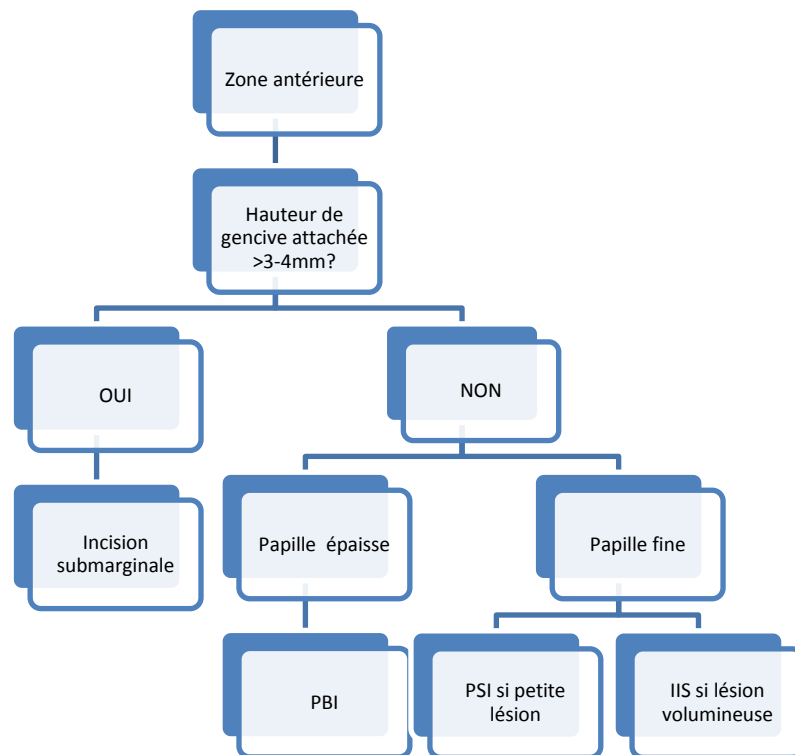 Zone antérieure
Hauteur de
gencive attachée
>3-4mm?
OUI
NON
Incision
submarginale
Papille épaisse
Papille fine
PBI
PSI si petite
lésion
IIS si lésion
volumineuse